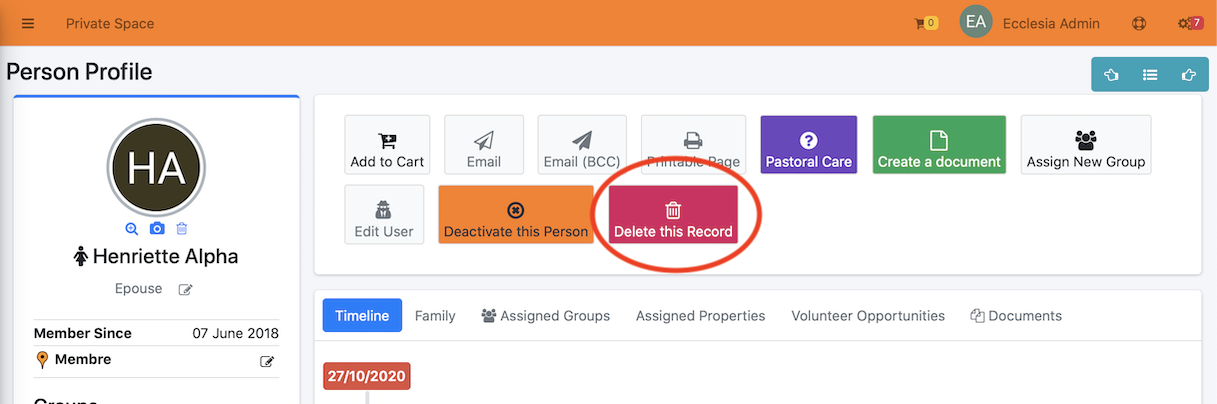 Private Space
0
EA
Ecclesia Admin
7
Person Profile
HA
Henriette Alpha
Epouse
Member Since 07 June 2018
Membre
Groups
Add to Cart
Email
Email (BCC)
Printable Page
Pastoral Care
Create a document
Assign New Group
Edit User
Deactivate this Person
Delete this Record
Timeline
Family
Assigned Groups
Assigned Properties
Volunteer Opportunities
Documents
27/10/2020